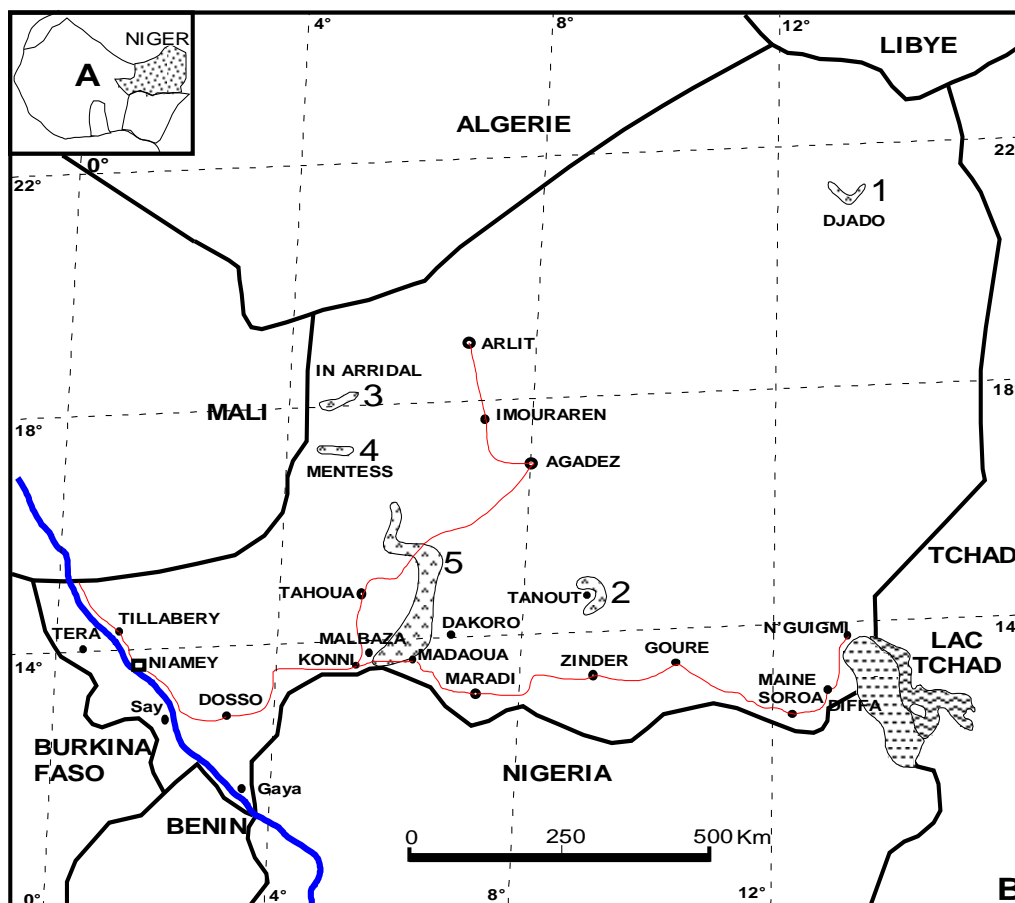 NIGER
A
4°
8°
12°
LIBYE
ALGERIE
0°
22°
22
1
DJADO
ARLIT
IN ARRIDAL
3
MALI
IMOURAREN
18°
18°
4
MENTESS
AGADEZ
5
TCHAD
TAHOUA
TANOUT
2
TILLABERY
TERA
DAKORO
N'GUIGMI
14
LAC
TCHAD
14°
MALBAZA
NIAMEY
KONNI
MADAOUA
GOURE
ZINDER
MAINE
SOROA
DIFFA
MARADI
DOSSO
Say
BURKINA
FASO
NIGERIA
Gaya
BENIN
0
250
500 Km
0°
4°
8°
12°
B